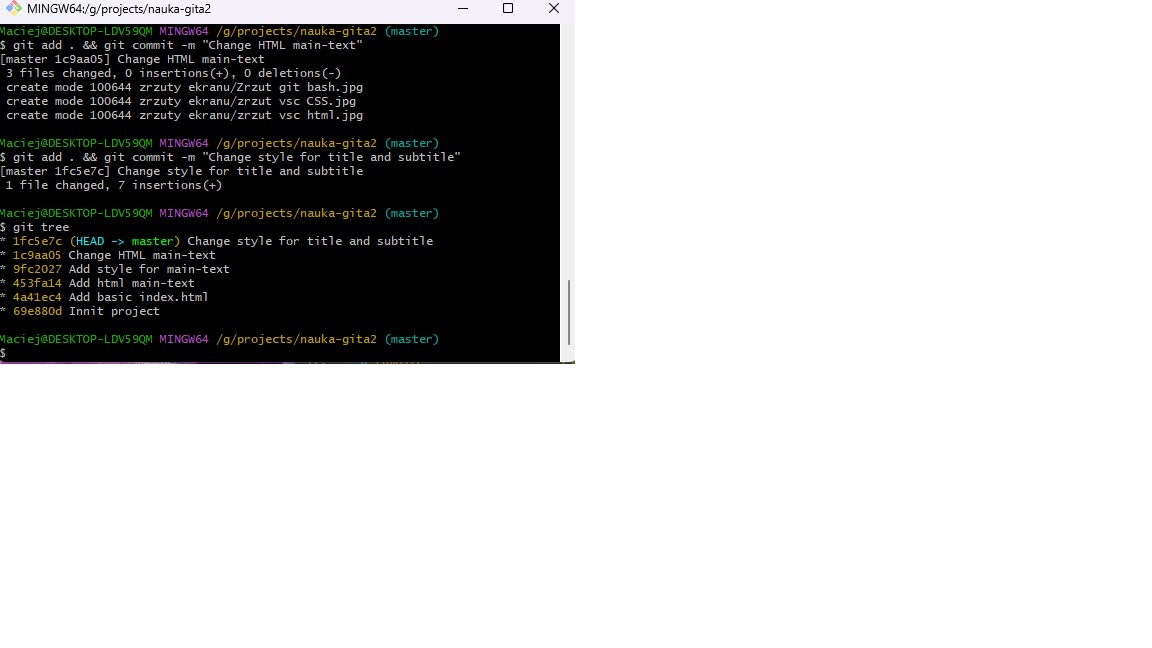 MINGW64:/g/projects/nauka-gita2
Maciej@DESKTOP-LDV59QM MINGW64 /g/projects/nauka-gita2 (master)
$ git add . && git commit -m "Change HTML main-text"
[master 1c9aa05] Change HTML main-text
3 files changed, 0 insertions(+), 0 deletions(-)
create mode 100644 zrzuty ekranu/Zrzut git bash.jpg
create mode 100644 zrzuty ekranu/zrzut vsc CSS.jpg
create mode 100644 zrzuty ekranu/zrzut vsc html.jpg
Maciej@DESKTOP-LDV59QM MINGW64 /g/projects/nauka-gita2 (master)
$ git add . && git commit -m "Change style for title and subtitle"
[master 1fc5e7c] Change style for title and subtitle
1 file changed, 7 insertions(+)
Maciej@DESKTOP-LDV59QM MINGW64 /g/projects/nauka-gita2 (master)
$ git tree
* 1fc5e7c (HEAD -> master) Change style for title and subtitle
* 1c9aa05 Change HTML main-text
* 9fc2027 Add style for main-text
* 453fa14 Add html main-text
* 4a41ec4 Add basic index.html
* 69e880d Innit project
Maciej@DESKTOP-LDV59QM MINGW64 /g/projects/nauka-gita2 (master)
$